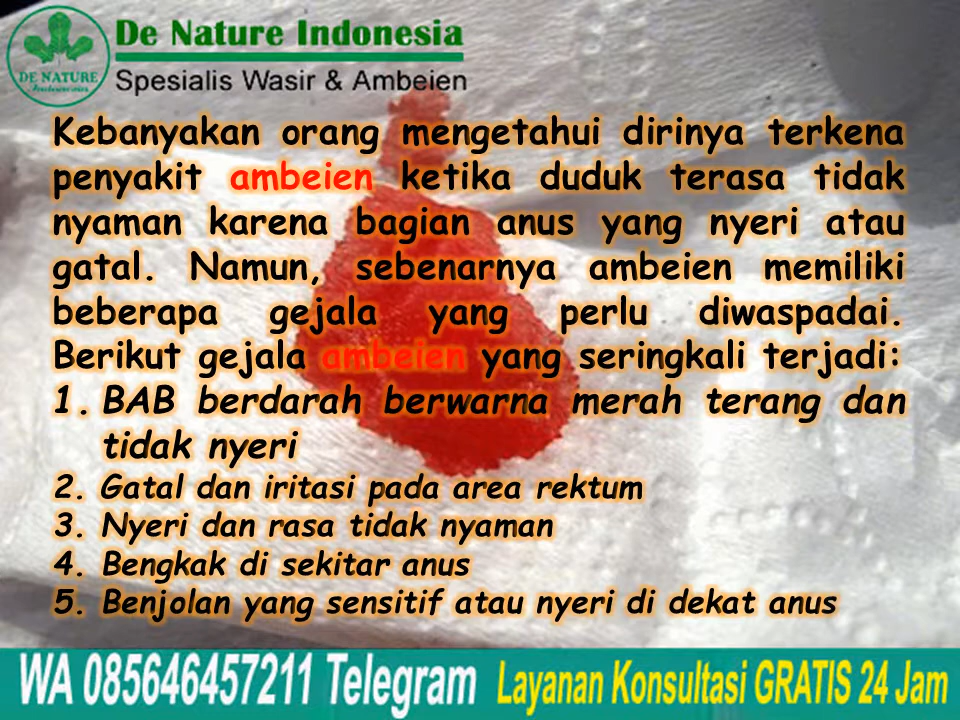 De Nature Indonesia
Spesialis Wasir & Ambeien
DE NATURE
Kebanyakan orang mengetahui dirinya terkena
penyakit ambeien ketika duduk terasa tidak
nyaman karena bagian anus yang nyeri atau
gatal. Namun, sebenarnya ambeien memiliki
beberapa gejala yang perlu diwaspadai.
Berikut gejala ambeien yang seringkali terjadi:
1. BAB berdarah berwarna merah terang dan
tidak nyeri
2. Gatal dan iritasi pada area rektum
3. Nyeri dan rasa tidak nyaman
4. Bengkak di sekitar anus
5. Benjolan yang sensitif atau nyeri di dekat anus
WA 085646457211 Telegram Layanan Konsultasi GRATIS 24 Jam